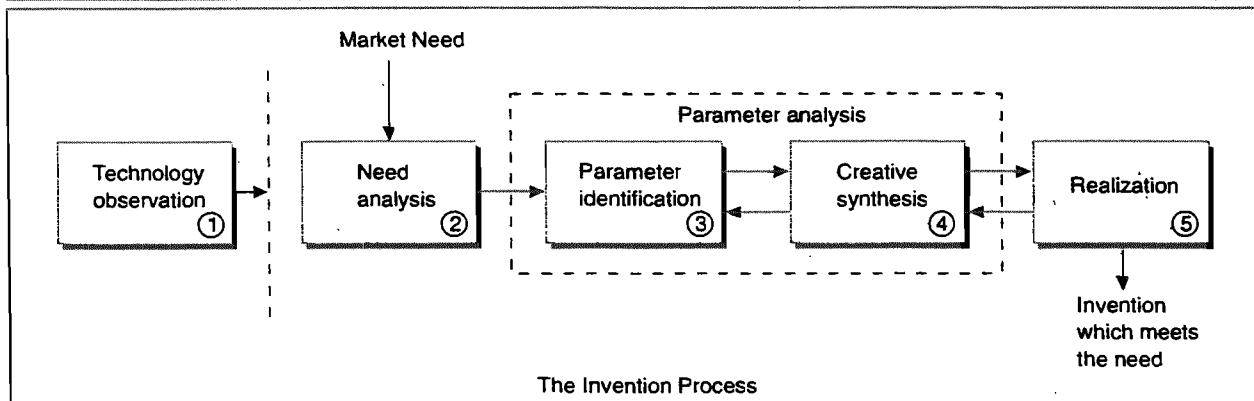 Market Need
Parameter analysis
Technology
observation
1
Need
analysis
2
Parameter
identification
3
Creative
synthesis
4
Realization
5
Invention
which meets
the need
The Invention Process